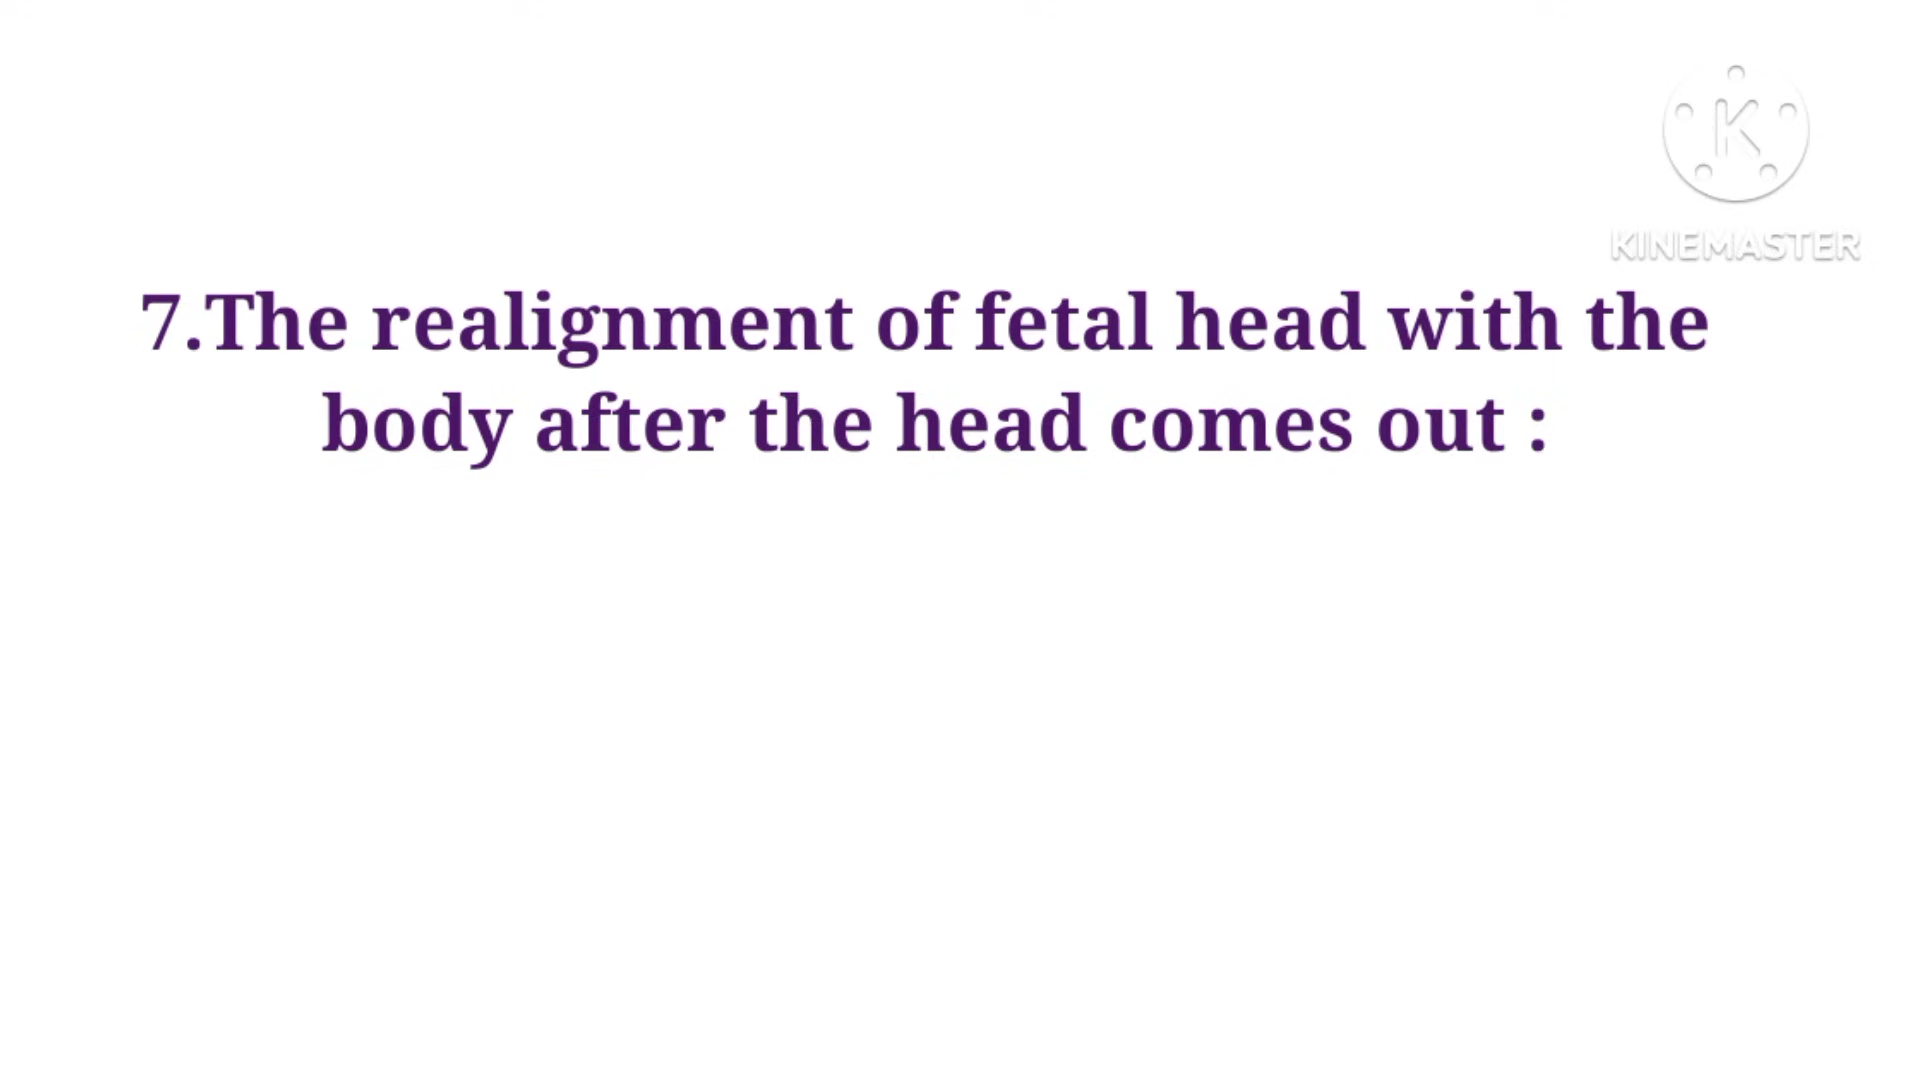 KINEMASTER
7.The realignment of fetal head with the
body after the head comes out :